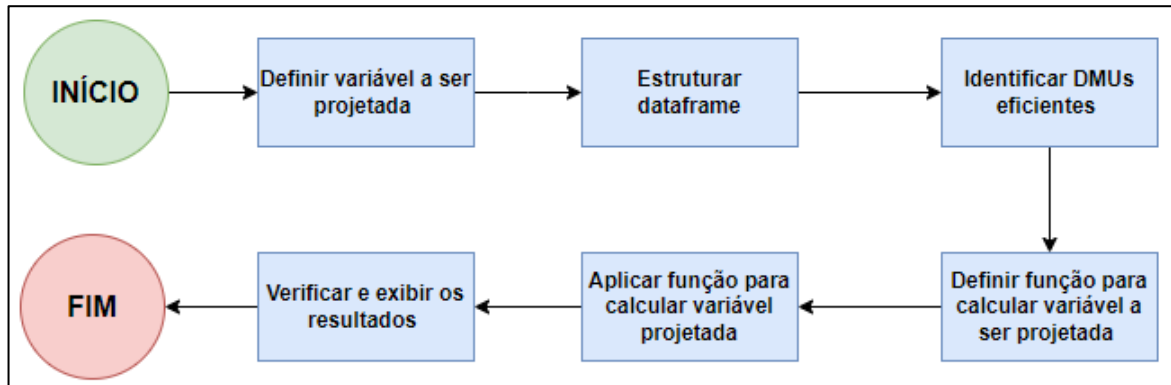 INÍCIO
Definir variável a ser
projetada
Estruturar
dataframe
Identificar DMUs
eficientes
Definir função para
calcular variável a
ser projetada
Aplicar função para
calcular variável
projetada
Verificar e exibir os
resultados
FIM